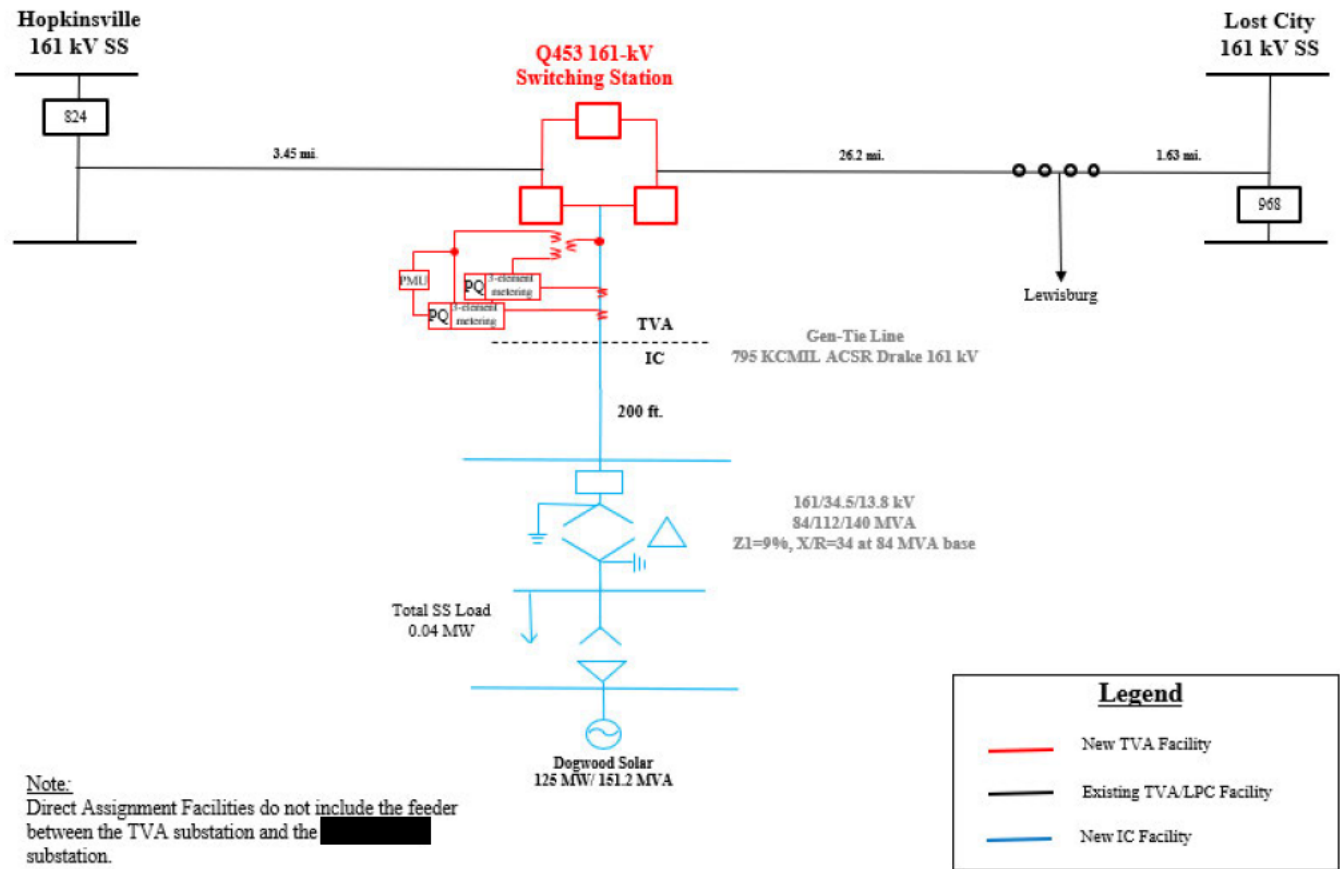 Hopkinsville
161 kV SS
824
3.45 mi.
Q453 161-kV
Switching Station
26.2 mi.
1.63 mi.
Lost City
161 kV SS
968
Lewisburg
PMU
PQ
3-element
metering
PQ
3-element
metering
TVA
IC
Gen-Tie Line
795 KCMIL ACSR Drake 161 kV
200 ft.
161/34.5/13.8 kV
84/112/140 MVA
Z1=9%, X/R=34 at 84 MVA base
Total SS Load
0.04 MW
Dogwood Solar
125 MW/ 151.2 MVA
Note:
Direct Assignment Facilities do not include the feeder
between the TVA substation and the
substation.
Legend
New TVA Facility
Existing TVA/LPC Facility
New IC Facility